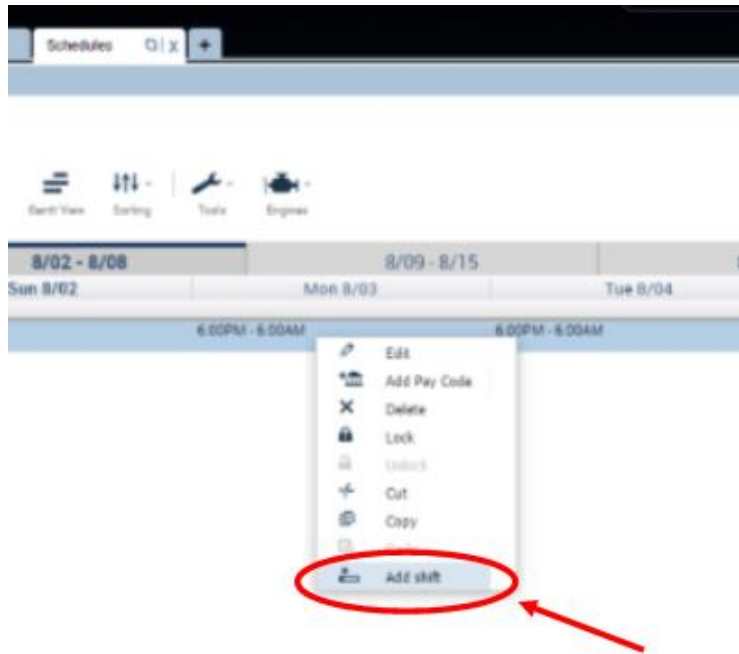 Schedules
Gantt View
Sorting
Tools
Engines
8/02 - 8/08
8/09 - 8/15
Sun 8/02
Mon 8/03
Tue 8/04
6:00PM - 6:00AM
6:00PM - 6:00AM
Edit
Add Pay Code
Delete
Lock
Unlock
Cut
Copy
Add shift